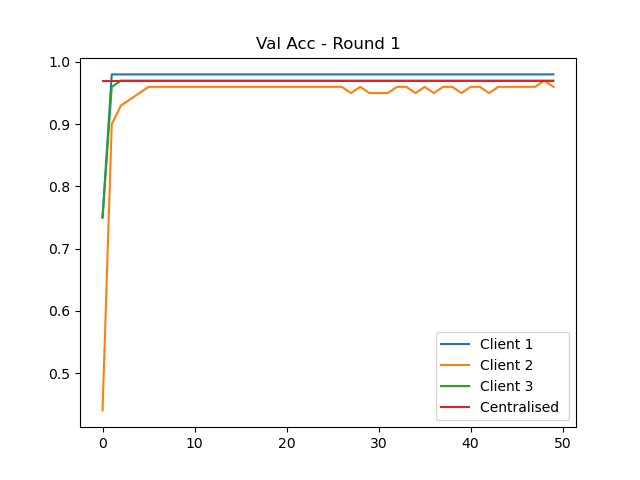 Val Acc - Round 1
1.0
0.9
0.8
0.7
0.6
0.5
0 10 20 30 40 50
Client 1
Client 2
Client 3
Centralised